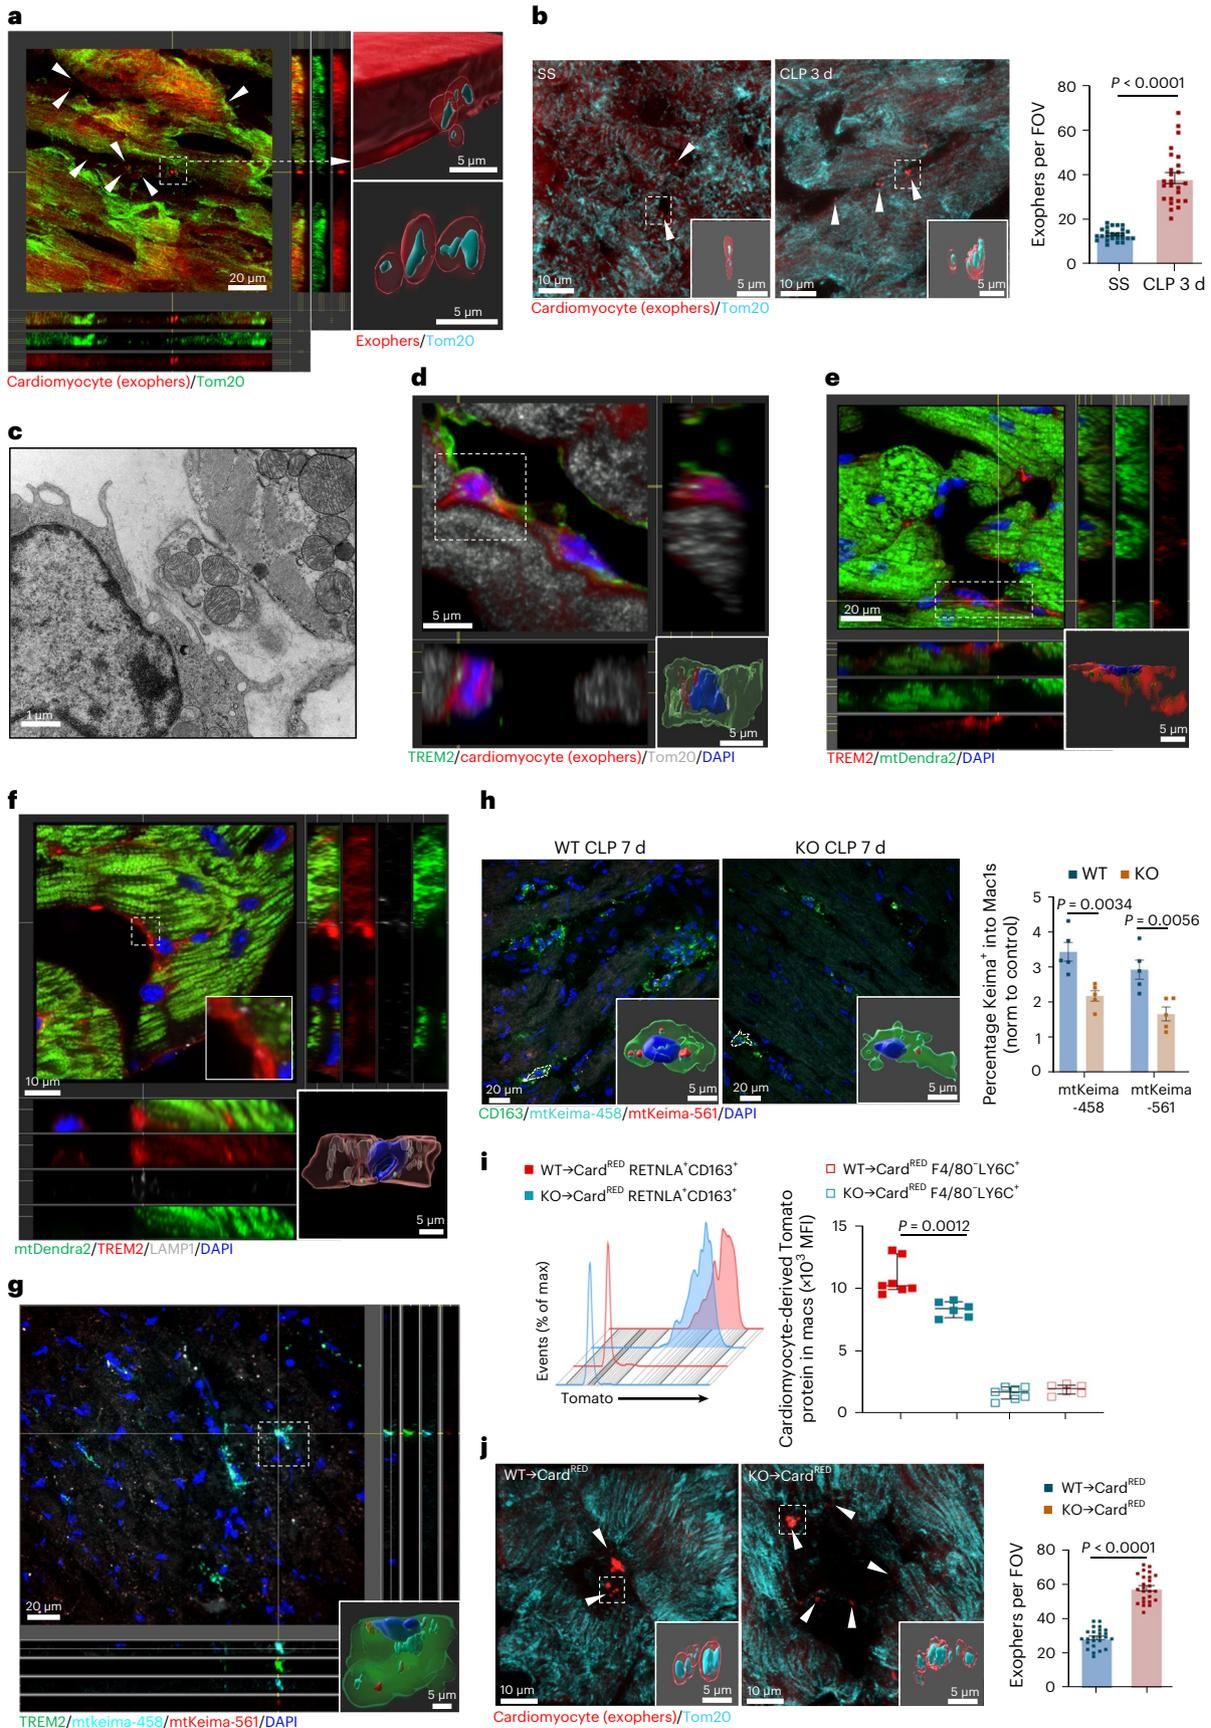 a
20 µm
5 µm
5 µm
Exophers/Tom20
Cardiomyocyte (exophers)/Tom20
b
SS
CLP 3 d
10 µm
5 µm
10 µm
5 µm
Cardiomyocyte (exophers)/Tom20
Exophers per FOV
80
60
40
20
0
P < 0.0001
SS CLP 3 d
c
1 µm
d
5 µm
5 µm
TREM2/cardiomyocyte (exophers)/Tom20/DAPI
e
20 µm
5 µm
TREM2/mtDendra2/DAPI
f
10 µm
5 µm
mtDendra2/TREM2/LAMP1/DAPI
g
20 µm
5 µm
TREM2/mtkeima-458/mtKeima-561/DAPI
h
WT CLP 7 d
KO CLP 7 d
20 µm
5 µm
20 µm
5 µm
CD163/mtKeima-458/mtKeima-561/DAPI
WT KO
Percentage Keima⁺ into Mac1s
(norm to control)
5
4
3
2
1
0
P = 0.0034
P = 0.0056
mtKeima
-458
mtKeima
-561
i
WT→Cardᴿᴱᴰ RETNLA⁺CD163⁺
KO→Cardᴿᴱᴰ RETNLA⁺CD163⁺
WT→Cardᴿᴱᴰ F4/80⁻LY6C⁺
KO→Cardᴿᴱᴰ F4/80⁻LY6C⁺
Events (% of max)
Tomato
Cardiomyocyte-derived Tomato
protein in macs (×10³ MFI)
15
10
5
0
P = 0.0012
j
WT→Cardᴿᴱᴰ
KO→Cardᴿᴱᴰ
10 µm
5 µm
10 µm
5 µm
Cardiomyocyte (exophers)/Tom20
WT→Cardᴿᴱᴰ
KO→Cardᴿᴱᴰ
Exophers per FOV
80
60
40
20
0
P < 0.0001